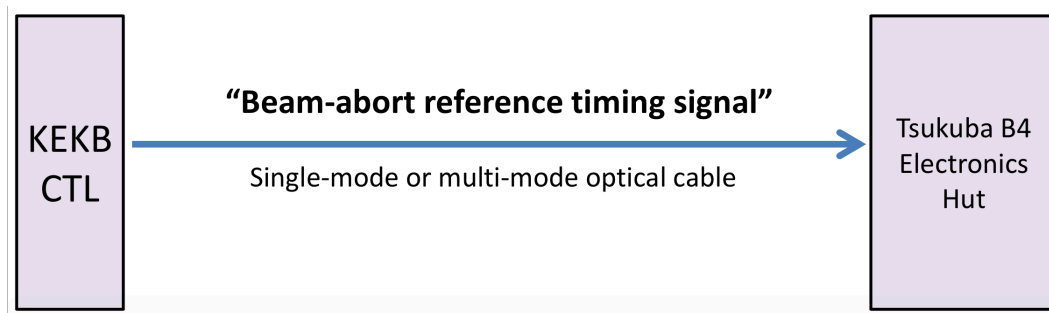 KEKB
CTL
“Beam-abort reference timing signal”
Single-mode or multi-mode optical cable
Tsukuba B4
Electronics
Hut